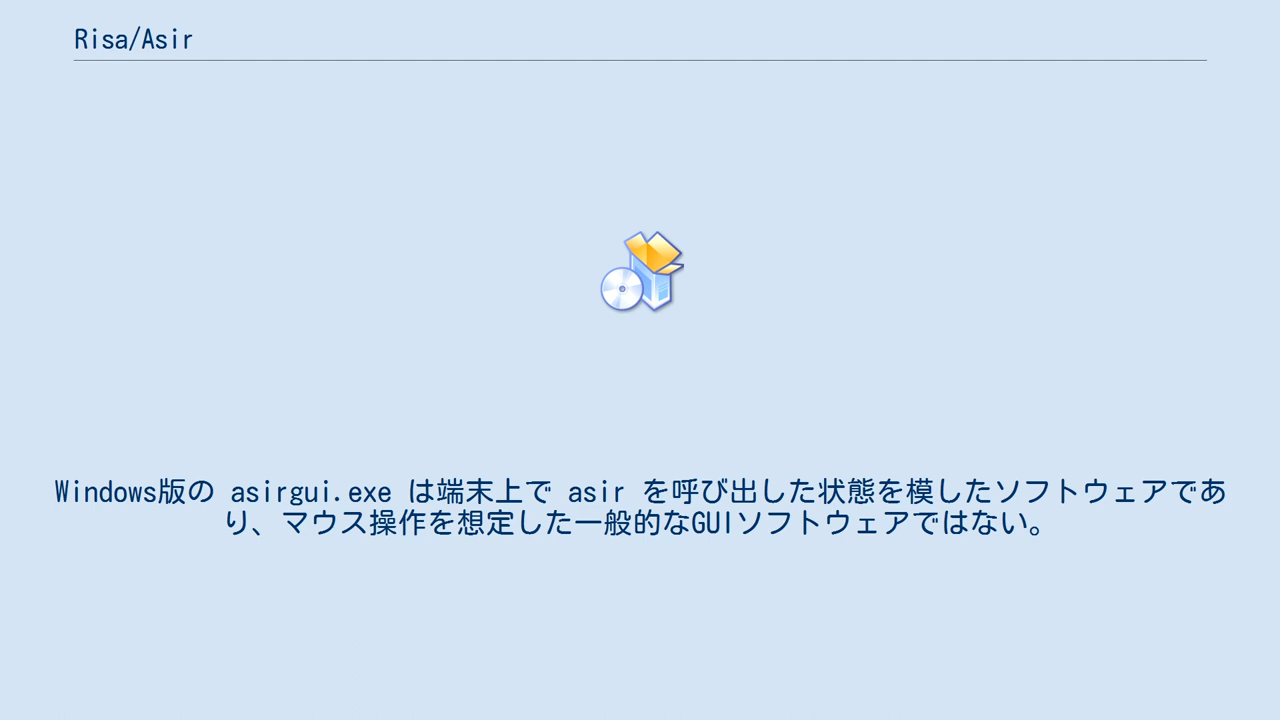 Risa/Asir
Windows版の asirgui.exe は端末上で asir を呼び出した状態を模したソフトウェアであ
り、マウス操作を想定した一般的なGUIソフトウェアではない。